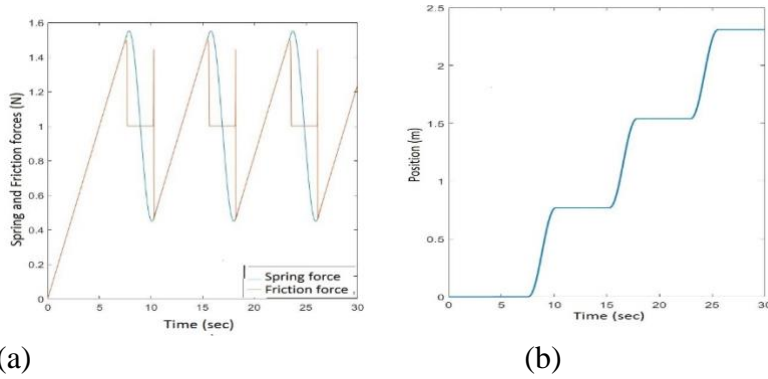 1.6
1.4
1.2
1
0.8
0.6
0.4
0.2
0
0 5 10 15 20 25 30
Spring and Friction forces (N)
Time (sec)
Spring force
Friction force
2.5
2
1.5
1
0.5
0
0 5 10 15 20 25 30
Position (m)
Time (sec)
(a) (b)